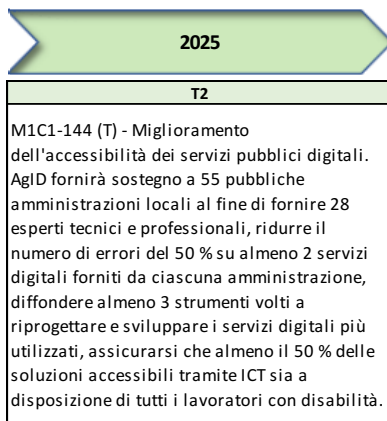 2025
T2
M1C1-144 (T) - Miglioramento
dell'accessibilità dei servizi pubblici digitali.
AgID fornirà sostegno a 55 pubbliche
amministrazioni locali al fine di fornire 28
esperti tecnici e professionali, ridurre il
numero di errori del 50 % su almeno 2 servizi
digitali forniti da ciascuna amministrazione,
diffondere almeno 3 strumenti volti a
riprogettare e sviluppare i servizi digitali più
utilizzati, assicurarsi che almeno il 50 % delle
soluzioni accessibili tramite ICT sia a
disposizione di tutti i lavoratori con disabilità.